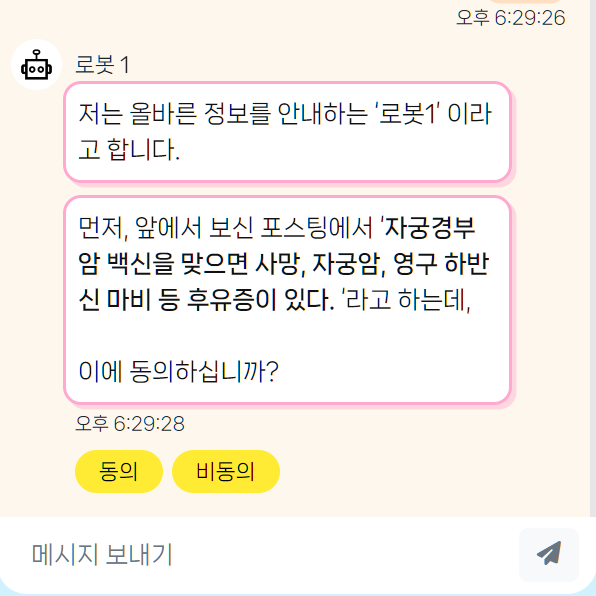 오후 6:29:26
로봇 1
저는 올바른 정보를 안내하는 ‘로봇1’ 이라
고 합니다.
먼저, 앞에서 보신 포스팅에서 ‘자궁경부
암 백신을 맞으면 사망, 자궁암, 영구 하반
신 마비 등 후유증이 있다. ‘라고 하는데,
이에 동의하십니까?
오후 6:29:28
동의 비동의
메시지 보내기